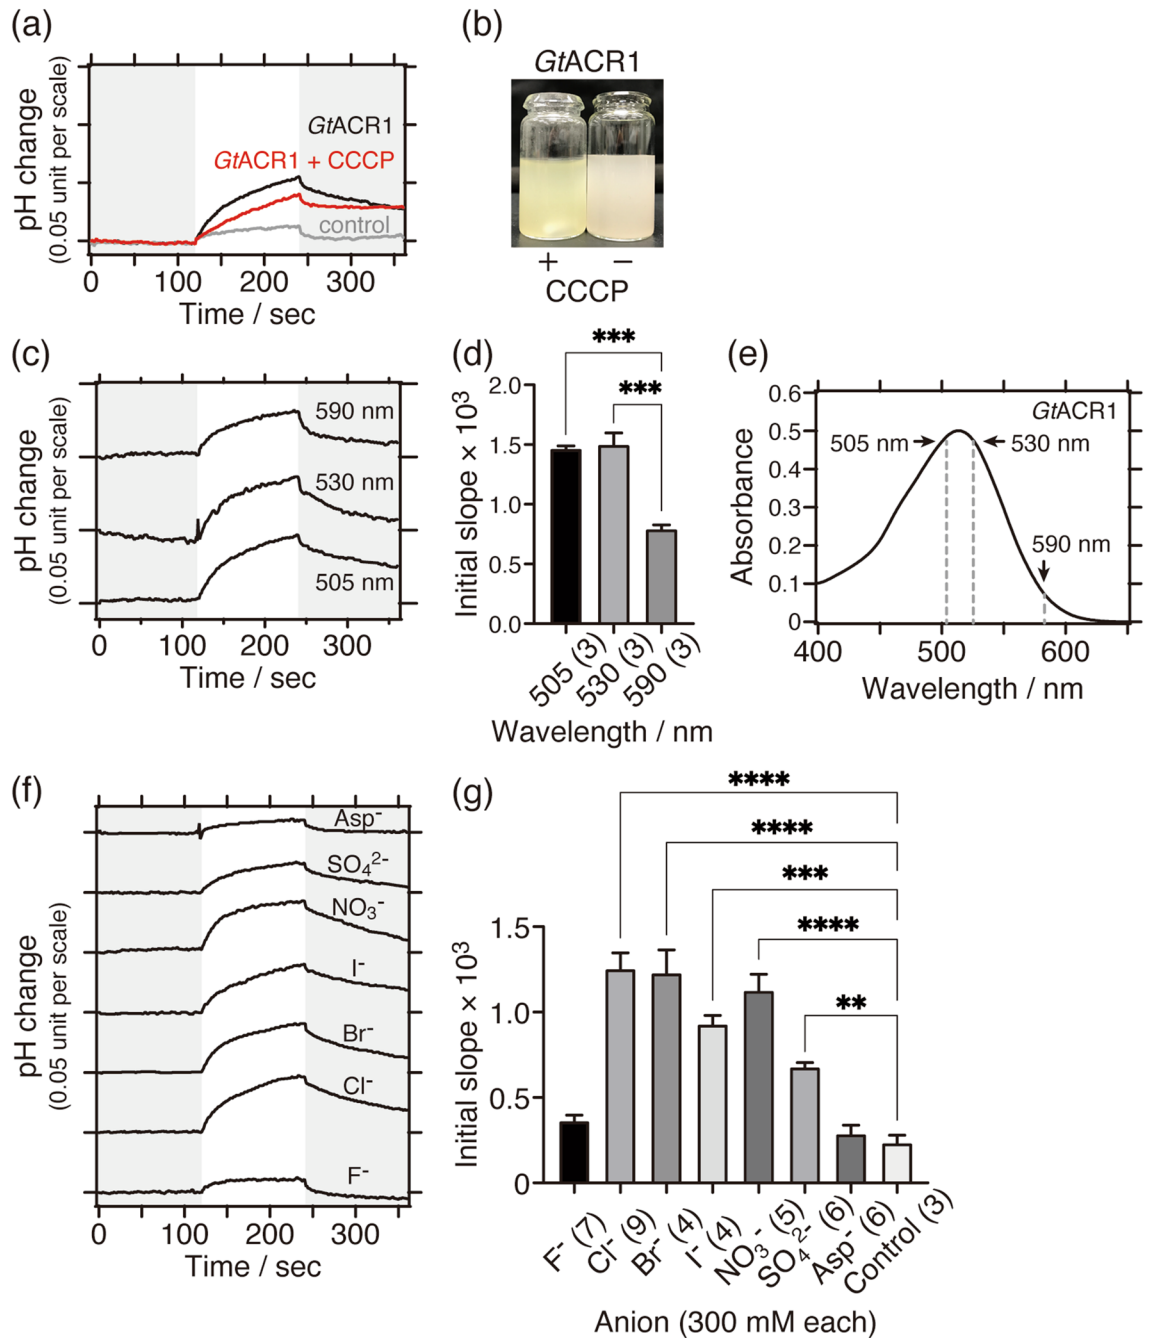 (a)
pH change
(0.05 unit per scale)
GtACR1
GtACR1 + CCCP
control
0 100 200 300
Time / sec
(b)
GtACR1
+ −
CCCP
(c)
pH change
(0.05 unit per scale)
590 nm
530 nm
505 nm
0 100 200 300
Time / sec
(d)
***
***
Initial slope × 10³
2.0
1.5
1.0
0.5
0.0
505 (3)
530 (3)
590 (3)
Wavelength / nm
(e)
Absorbance
0.6
0.5
0.4
0.3
0.2
0.1
0
GtACR1
505 nm
530 nm
590 nm
400 500 600
Wavelength / nm
(f)
pH change
(0.05 unit per scale)
Asp⁻
SO₄²⁻
NO₃⁻
I⁻
Br⁻
Cl⁻
F⁻
0 100 200 300
Time / sec
(g)
****
****
***
****
**
Initial slope × 10³
1.5
1.0
0.5
0
F⁻ (7)
Cl⁻ (9)
Br⁻ (4)
I⁻ (4)
NO₃⁻ (5)
SO₄²⁻ (6)
Asp⁻ (6)
Control (3)
Anion (300 mM each)